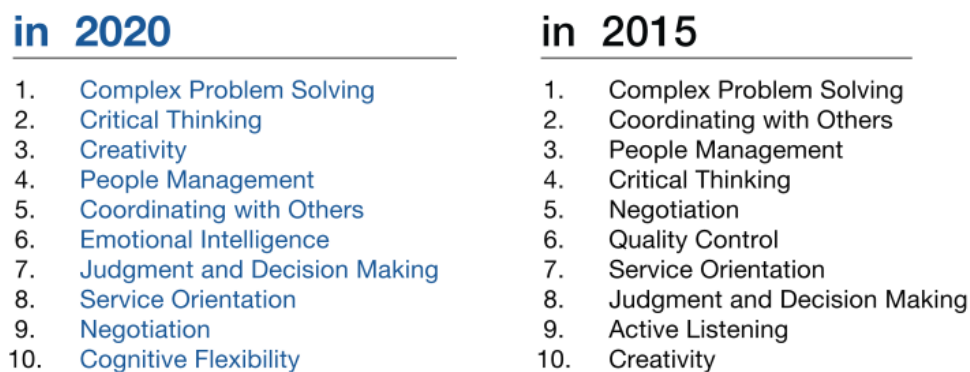 in 2020
1. Complex Problem Solving
2. Critical Thinking
3. Creativity
4. People Management
5. Coordinating with Others
6. Emotional Intelligence
7. Judgment and Decision Making
8. Service Orientation
9. Negotiation
10. Cognitive Flexibility
in 2015
1. Complex Problem Solving
2. Coordinating with Others
3. People Management
4. Critical Thinking
5. Negotiation
6. Quality Control
7. Service Orientation
8. Judgment and Decision Making
9. Active Listening
10. Creativity